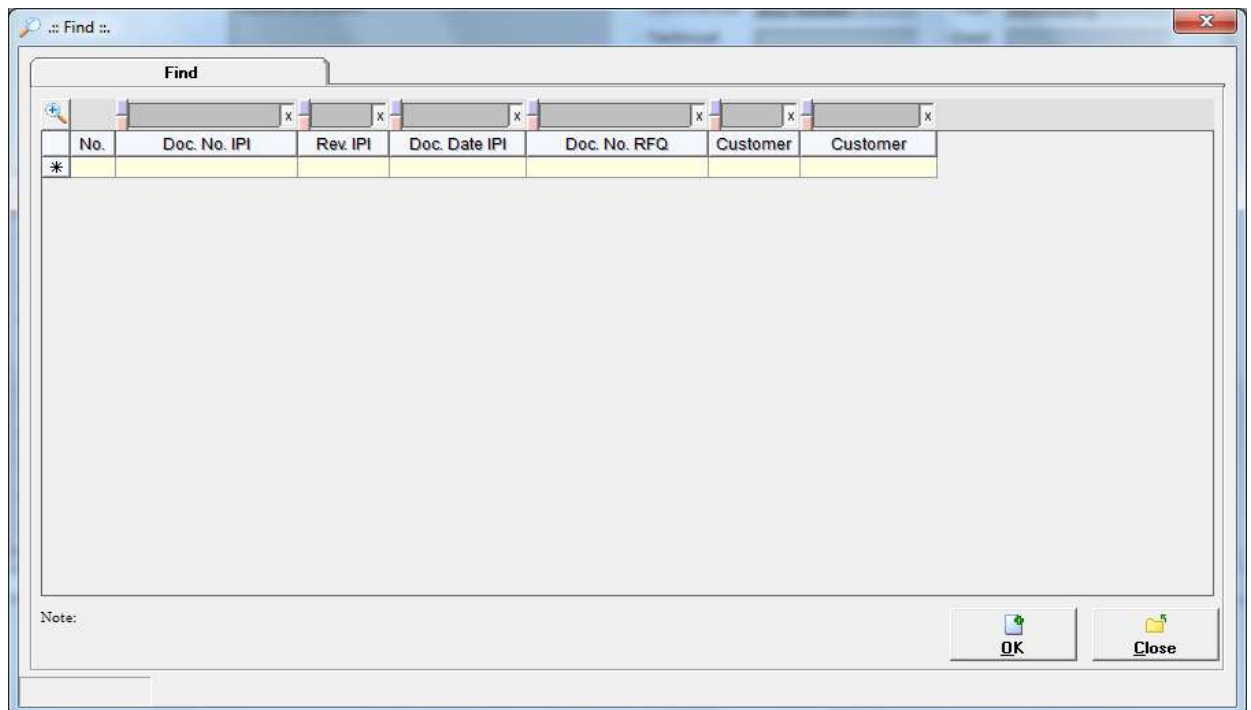 .:: Find ::.
Find
x x x x x x
No. Doc. No. IPI Rev. IPI Doc. Date IPI Doc. No. RFQ Customer Customer
*
Note:
OK Close